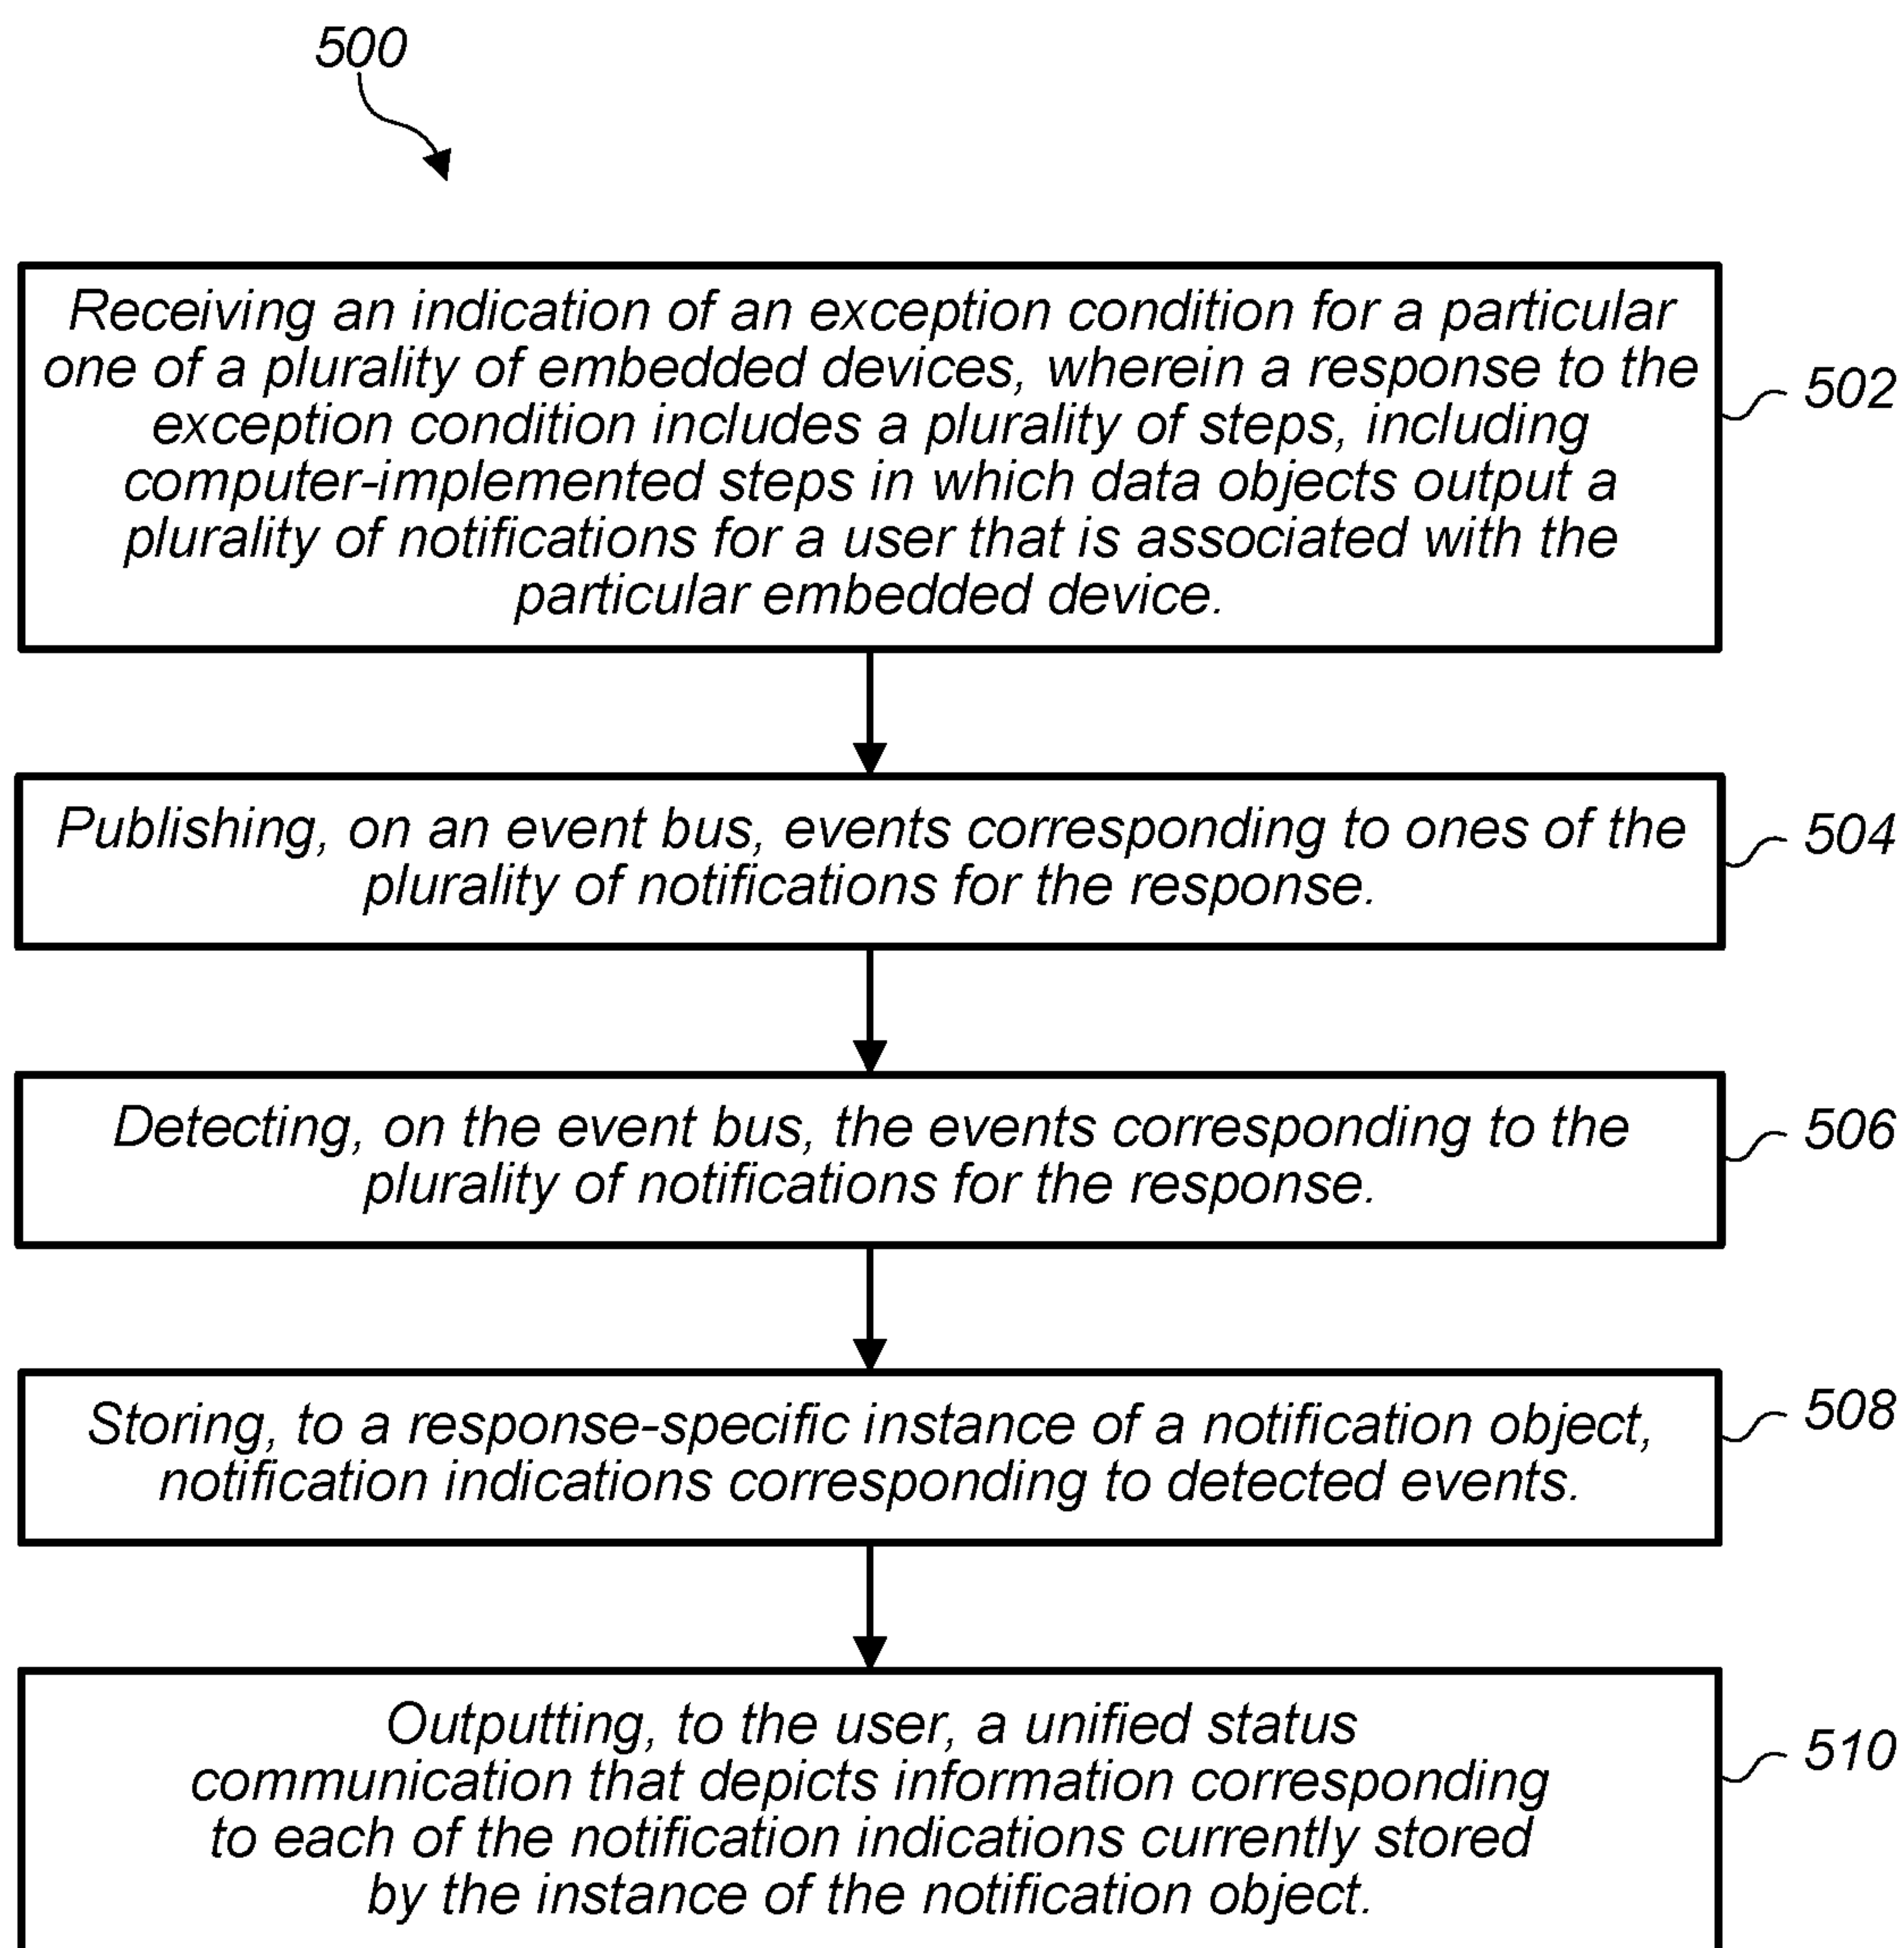 500
Receiving an indication of an exception condition for a particular
one of a plurality of embedded devices, wherein a response to the
exception condition includes a plurality of steps, including
computer-implemented steps in which data objects output a
plurality of notifications for a user that is associated with the
particular embedded device.
502
Publishing, on an event bus, events corresponding to ones of the
plurality of notifications for the response.
504
Detecting, on the event bus, the events corresponding to the
plurality of notifications for the response.
506
Storing, to a response-specific instance of a notification object,
notification indications corresponding to detected events.
508
Outputting, to the user, a unified status
communication that depicts information corresponding
to each of the notification indications currently stored
by the instance of the notification object.
510